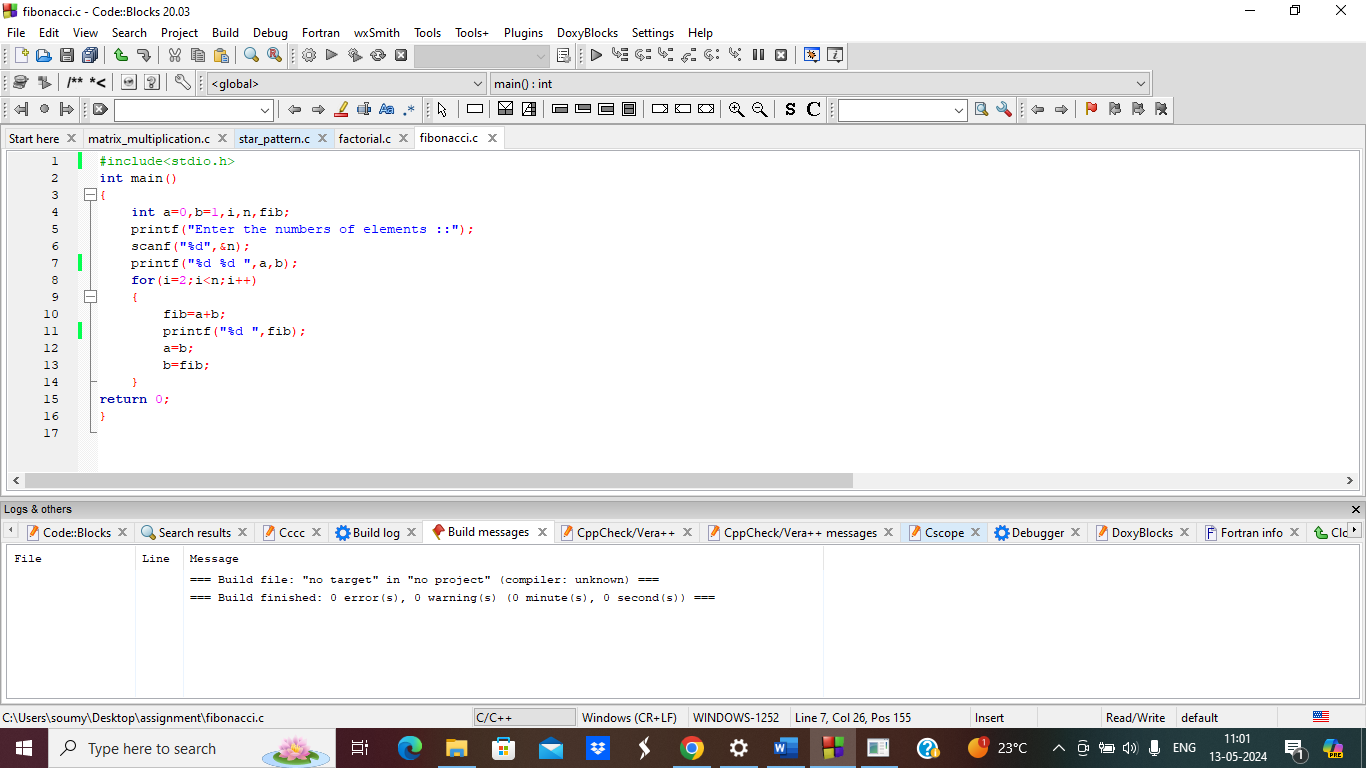 fibonacci.c - Code::Blocks 20.03
File Edit View Search Project Build Debug Fortran wxSmith Tools Tools+ Plugins DoxyBlocks Settings Help
/** *<
<global> main() : int
.* S C
Start here matrix_multiplication.c star_pattern.c factorial.c fibonacci.c
1 #include<stdio.h>
2 int main()
3 {
4 int a=0,b=1,i,n,fib;
5 printf("Enter the numbers of elements ::");
6 scanf("%d",&n);
7 printf("%d %d ",a,b);
8 for(i=2;i<n;i++)
9 {
10 fib=a+b;
11 printf("%d ",fib);
12 a=b;
13 b=fib;
14 }
15 return 0;
16 }
17
Logs & others
Code::Blocks Search results Cccc Build log Build messages CppCheck/Vera++ CppCheck/Vera++ messages Cscope Debugger DoxyBlocks Fortran info Clo
File Line Message
=== Build file: "no target" in "no project" (compiler: unknown) ===
=== Build finished: 0 error(s), 0 warning(s) (0 minute(s), 0 second(s)) ===
C:\Users\soumy\Desktop\assignment\fibonacci.c C/C++ Windows (CR+LF) WINDOWS-1252 Line 7, Col 26, Pos 155 Insert Read/Write default
Type here to search 23°C ENG 11:01
13-05-2024